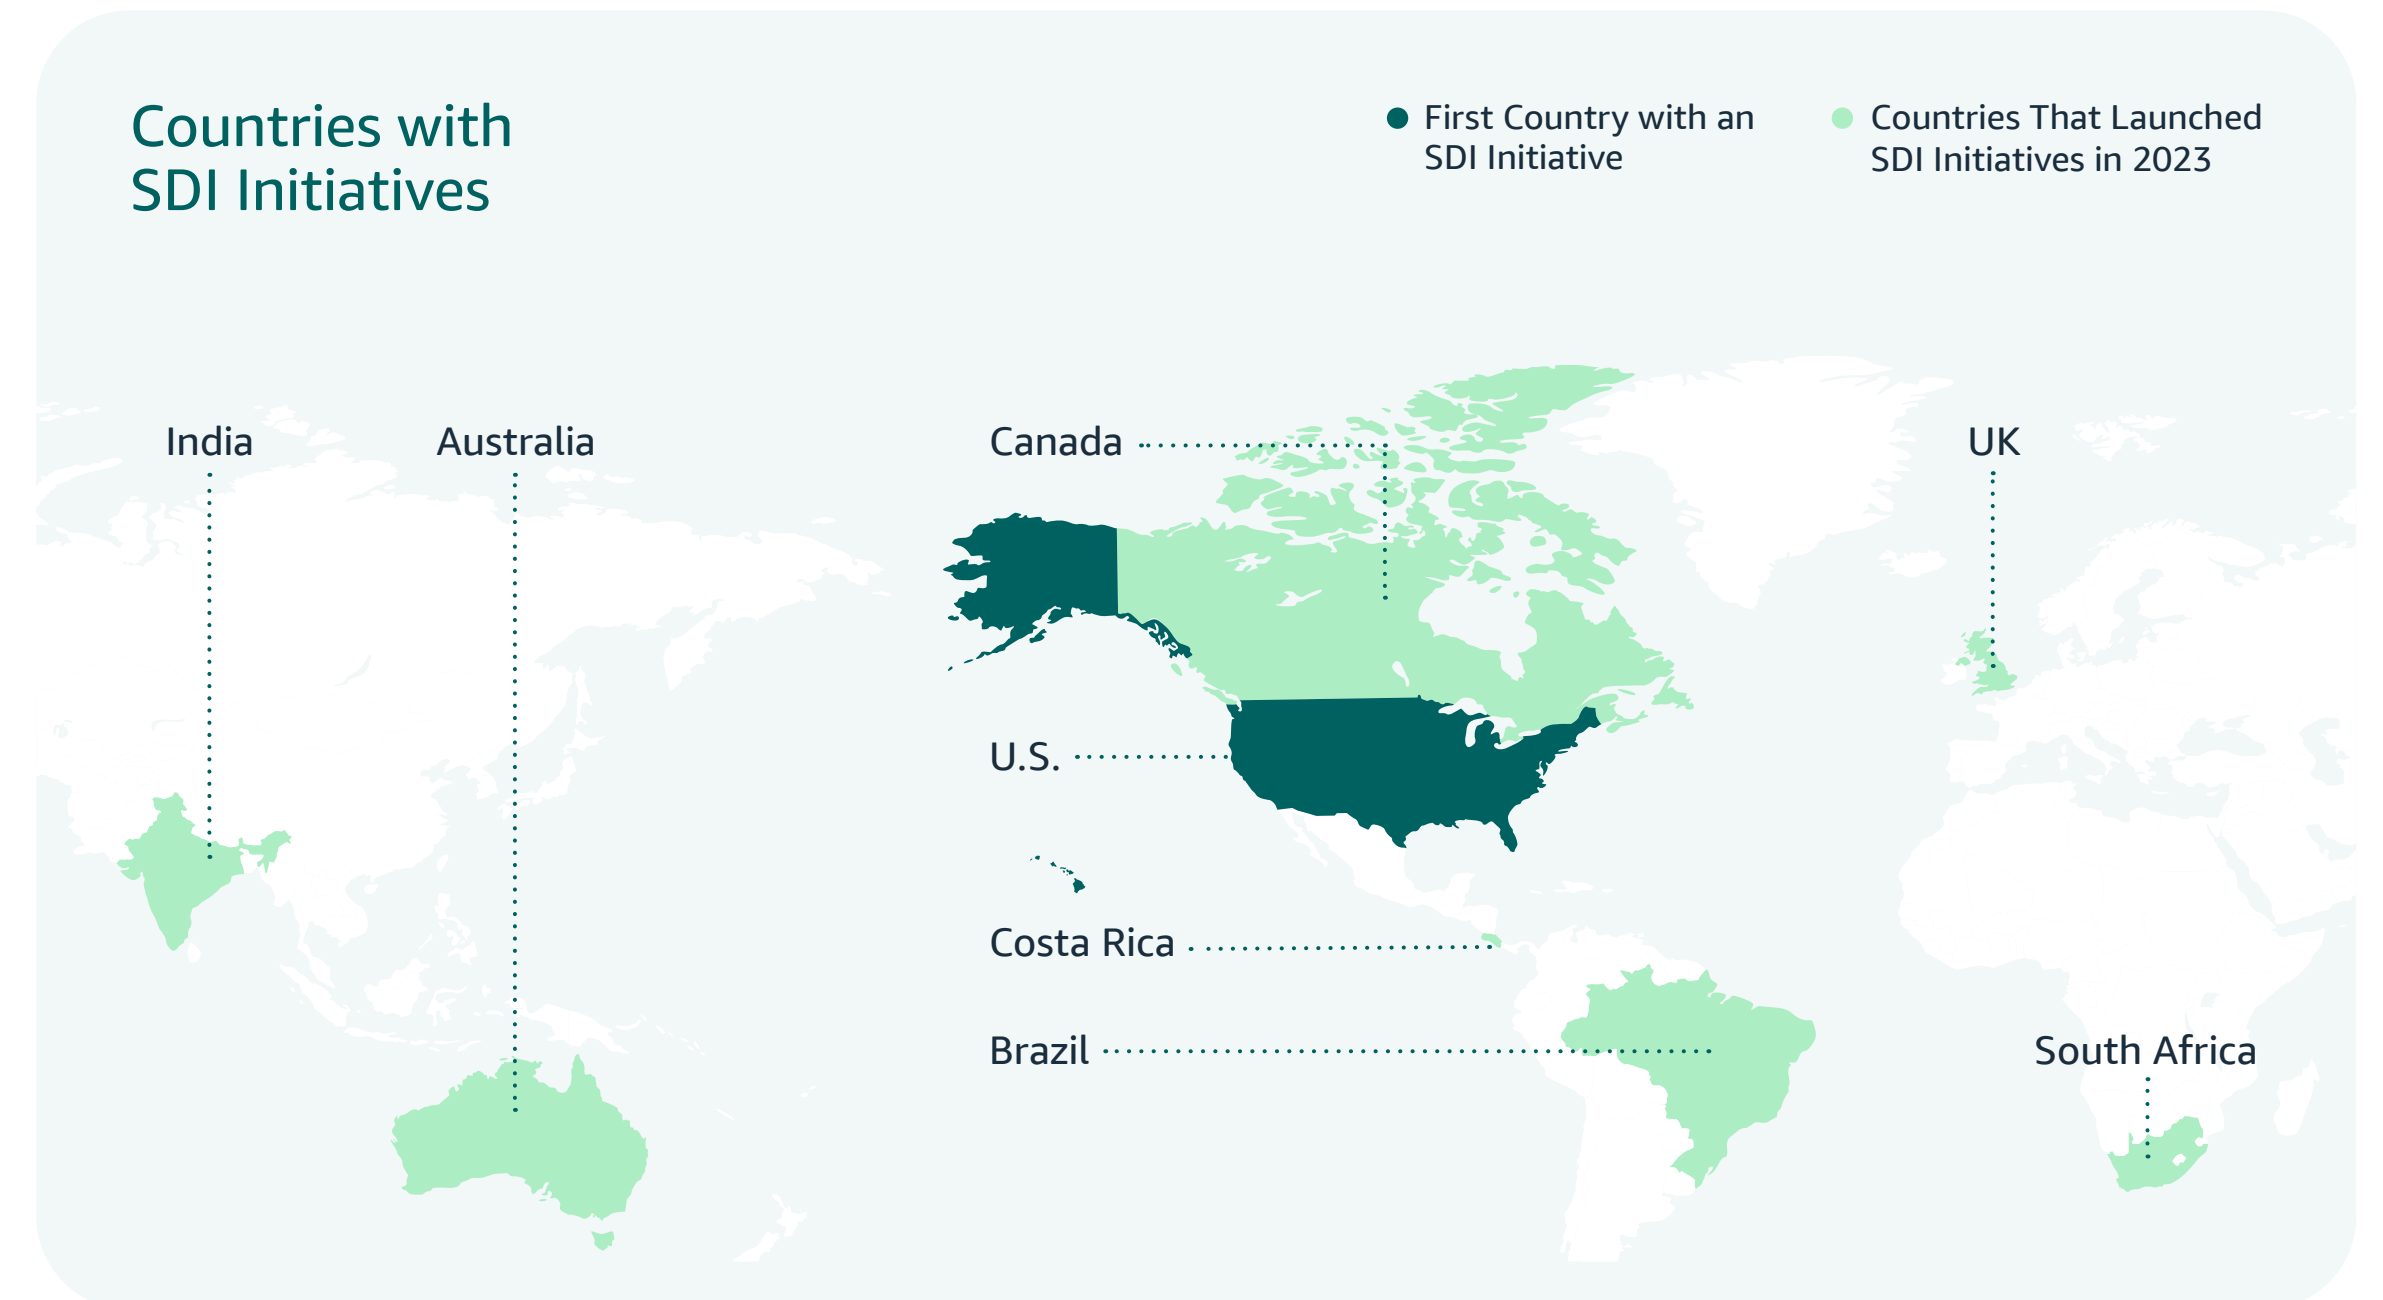 Countries with
SDI Initiatives
First Country with an
SDI Initiative
Countries That Launched
SDI Initiatives in 2023
India
Australia
Canada
UK
U.S.
Costa Rica
Brazil
South Africa